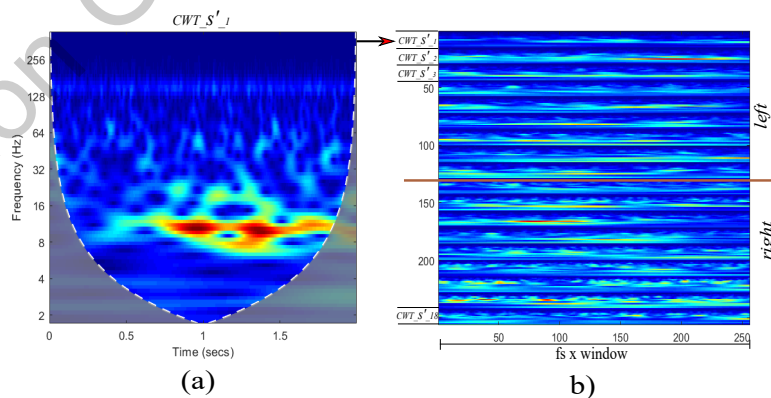 CWT_S'_1
256
128
64
32
16
8
4
2
Frequency (Hz)
0
0.5
1
1.5
Time (secs)
(a)
CWT_S'_1
CWT_S'_2
CWT_S'_3
50
100
150
200
CWT_S'_18
left
right
50
100
150
200
250
fs x window
b)
on C